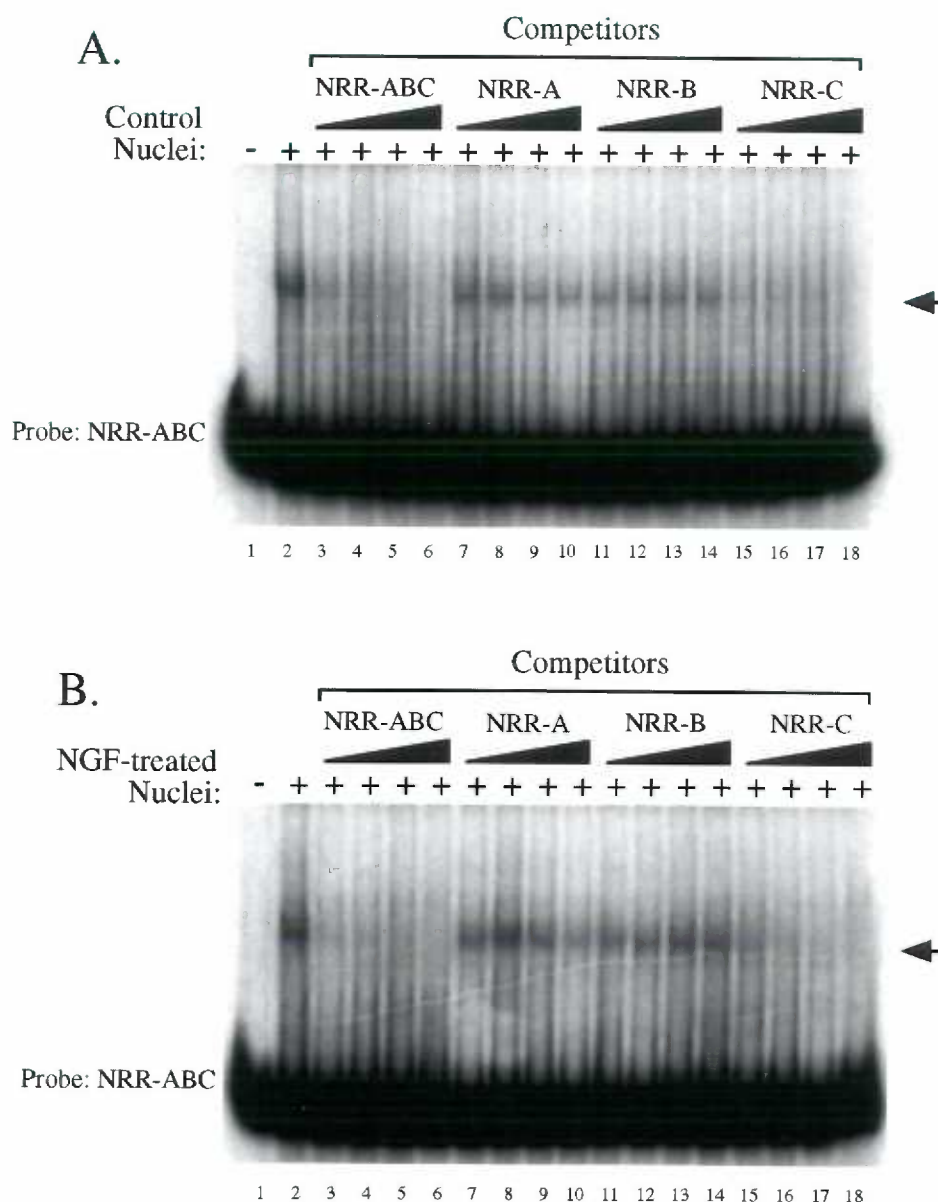 A.
Competitors
NRR-ABC NRR-A NRR-B NRR-C
Control
Nuclei: - + + + + + + + + + + + + + + + + +
Probe: NRR-ABC
1 2 3 4 5 6 7 8 9 10 11 12 13 14 15 16 17 18
B.
Competitors
NRR-ABC NRR-A NRR-B NRR-C
NGF-treated
Nuclei: - + + + + + + + + + + + + + + + + +
Probe: NRR-ABC
1 2 3 4 5 6 7 8 9 10 11 12 13 14 15 16 17 18